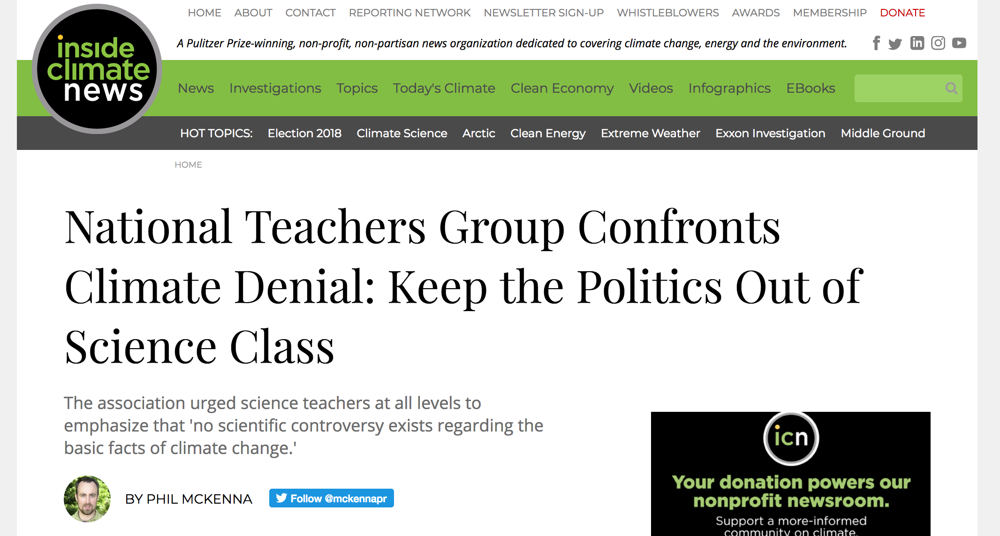 HOME ABOUT CONTACT REPORTING NETWORK NEWSLETTER SIGN-UP WHISTLEBLOWERS AWARDS MEMBERSHIP DONATE
inside
climate
news
A Pulitzer Prize-winning, non-profit, non-partisan news organization dedicated to covering climate change, energy and the environment.
News Investigations Topics Today's Climate Clean Economy Videos Infographics EBooks
HOT TOPICS: Election 2018 Climate Science Arctic Clean Energy Extreme Weather Exxon Investigation Middle Ground
HOME
National Teachers Group Confronts
Climate Denial: Keep the Politics Out of
Science Class
The association urged science teachers at all levels to
emphasize that 'no scientific controversy exists regarding the
basic facts of climate change.'
BY PHIL MCKENNA
Follow @mckennapr
icn
Your donation powers our
nonprofit newsroom.
Support a more-informed
community on climate.